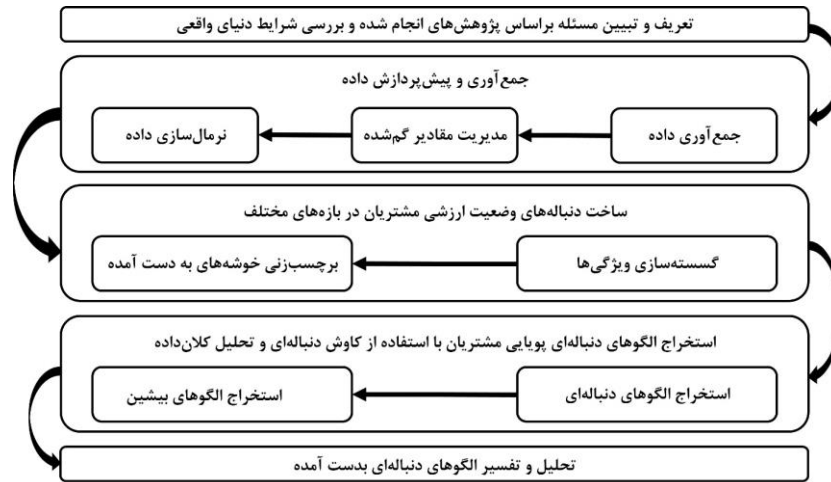 تعریف و تبیین مسئله براساس پژوهش‌های انجام شده و بررسی شرایط دنیای واقعی
جمع‌آوری و پیش‌پردازش داده
جمع‌آوری داده
مدیریت مقادیر گم‌شده
نرمال‌سازی داده
ساخت دنباله‌های وضعیت ارزشی مشتریان در بازه‌های مختلف
گسسته‌سازی ویژگی‌ها
برچسب‌زنی خوشه‌های به دست آمده
استخراج الگوهای دنباله‌ای پویایی مشتریان با استفاده از کاوش دنباله‌ای و تحلیل کلان‌داده
استخراج الگوهای دنباله‌ای
استخراج الگوهای بیشین
تحلیل و تفسیر الگوهای دنباله‌ای بدست آمده